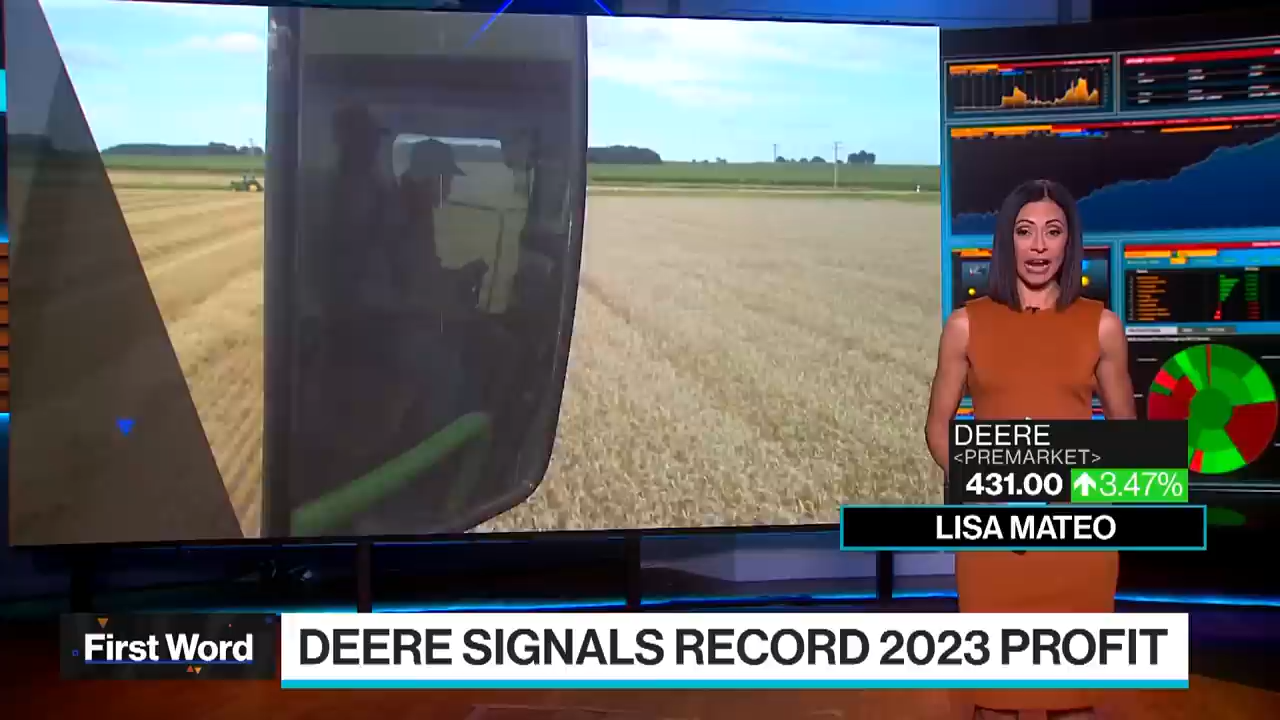 DEERE
<PREMARKET>
431.00 ↑3.47%
LISA MATEO
First Word
DEERE SIGNALS RECORD 2023 PROFIT